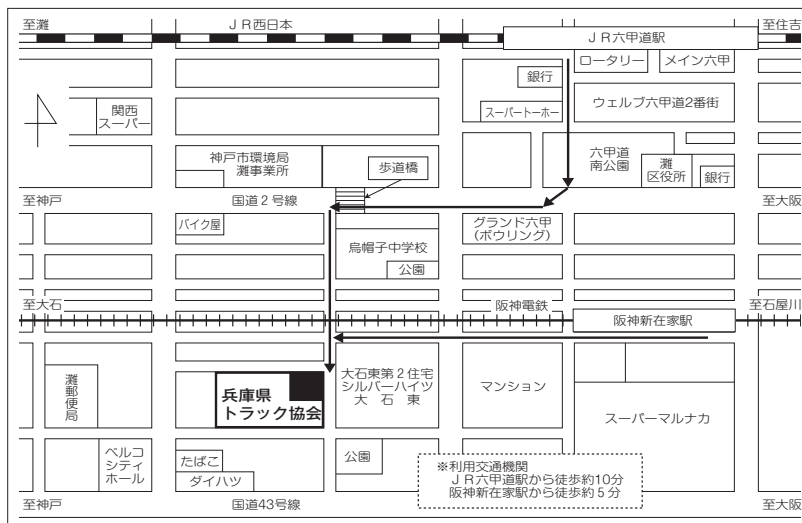 至灘
JR西日本
JR六甲道駅
至住吉
ロータリー
メイン六甲
銀行
関西
スーパー
スーパートーホー
ウェルブ六甲道2番街
神戸市環境局
灘事業所
歩道橋
六甲道
南公園
灘
区役所
銀行
至神戸
国道2号線
至大阪
バイク屋
グランド六甲
(ボウリング)
烏帽子中学校
公園
至大石
阪神電鉄
至石屋川
阪神新在家駅
灘郵便局
兵庫県
トラック協会
大石東第2住宅
シルバーハイツ
大石東
マンション
スーパーマルナカ
ベルコ
シティ
ホール
たばこ
ダイハツ
公園
※利用交通機関
JR六甲道駅から徒歩約10分
阪神新在家駅から徒歩約5分
至神戸
国道43号線
至大阪